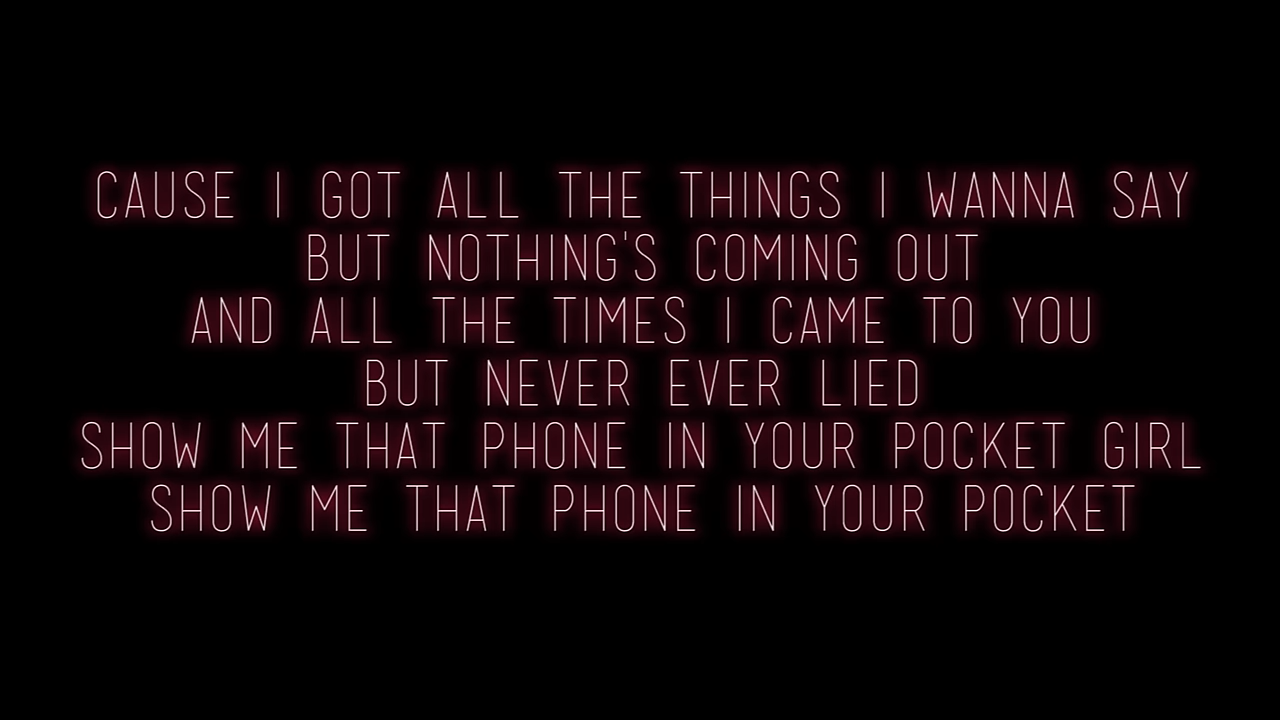 CAUSE I GOT ALL THE THINGS I WANNA SAY
BUT NOTHING'S COMING OUT
AND ALL THE TIMES I CAME TO YOU
BUT NEVER EVER LIED
SHOW ME THAT PHONE IN YOUR POCKET GIRL
SHOW ME THAT PHONE IN YOUR POCKET